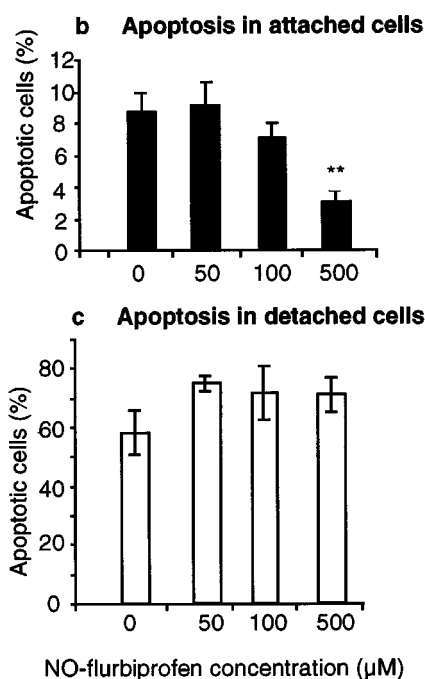 b Apoptosis in attached cells
Apoptotic cells (%)
12
10
8
6
4
2
0
**
0 50 100 500
c Apoptosis in detached cells
Apoptotic cells (%)
80
60
40
20
0
0 50 100 500
NO-flurbiprofen concentration (µM)